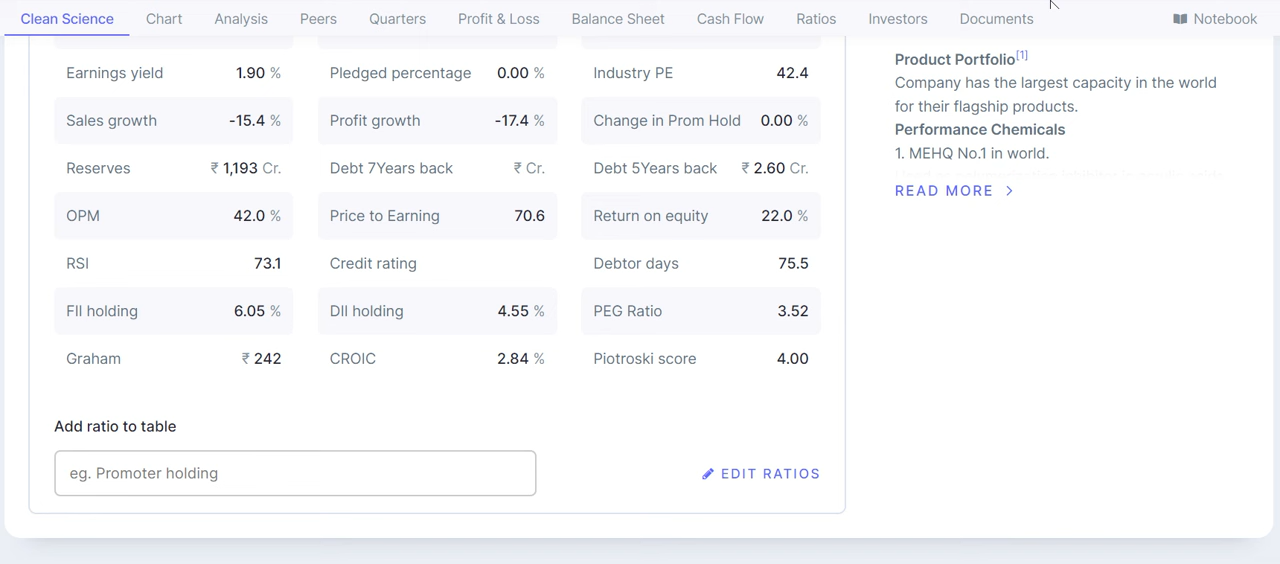 Clean Science Chart Analysis Peers Quarters Profit & Loss Balance Sheet Cash Flow Ratios Investors Documents Notebook
Earnings yield 1.90 % Pledged percentage 0.00 % Industry PE 42.4
Sales growth -15.4 % Profit growth -17.4 % Change in Prom Hold 0.00 %
Reserves ₹ 1,193 Cr. Debt 7Years back ₹ Cr. Debt 5Years back ₹ 2.60 Cr.
OPM 42.0 % Price to Earning 70.6 Return on equity 22.0 %
RSI 73.1 Credit rating Debtor days 75.5
FII holding 6.05 % DII holding 4.55 % PEG Ratio 3.52
Graham ₹ 242 CROIC 2.84 % Piotroski score 4.00
Add ratio to table
eg. Promoter holding
EDIT RATIOS
Product Portfolio[1]
Company has the largest capacity in the world
for their flagship products.
Performance Chemicals
1. MEHQ No.1 in world.
READ MORE